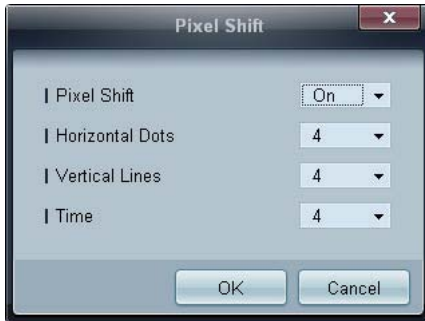 Pixel Shift
x
Pixel Shift On
Horizontal Dots 4
Vertical Lines 4
Time 4
OK Cancel